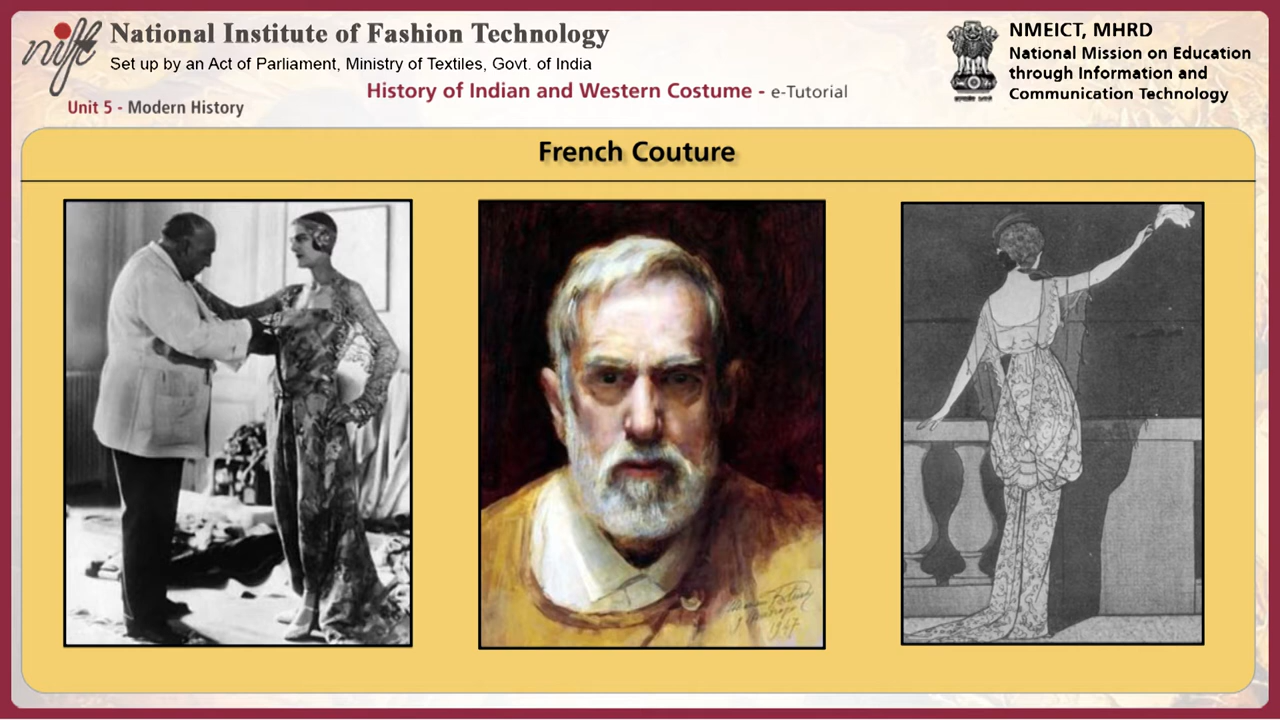 nift
National Institute of Fashion Technology
Set up by an Act of Parliament, Ministry of Textiles, Govt. of India
History of Indian and Western Costume - e-Tutorial
Unit 5 - Modern History
NMEICT, MHRD
National Mission on Education
through Information and
Communication Technology
French Couture
1947